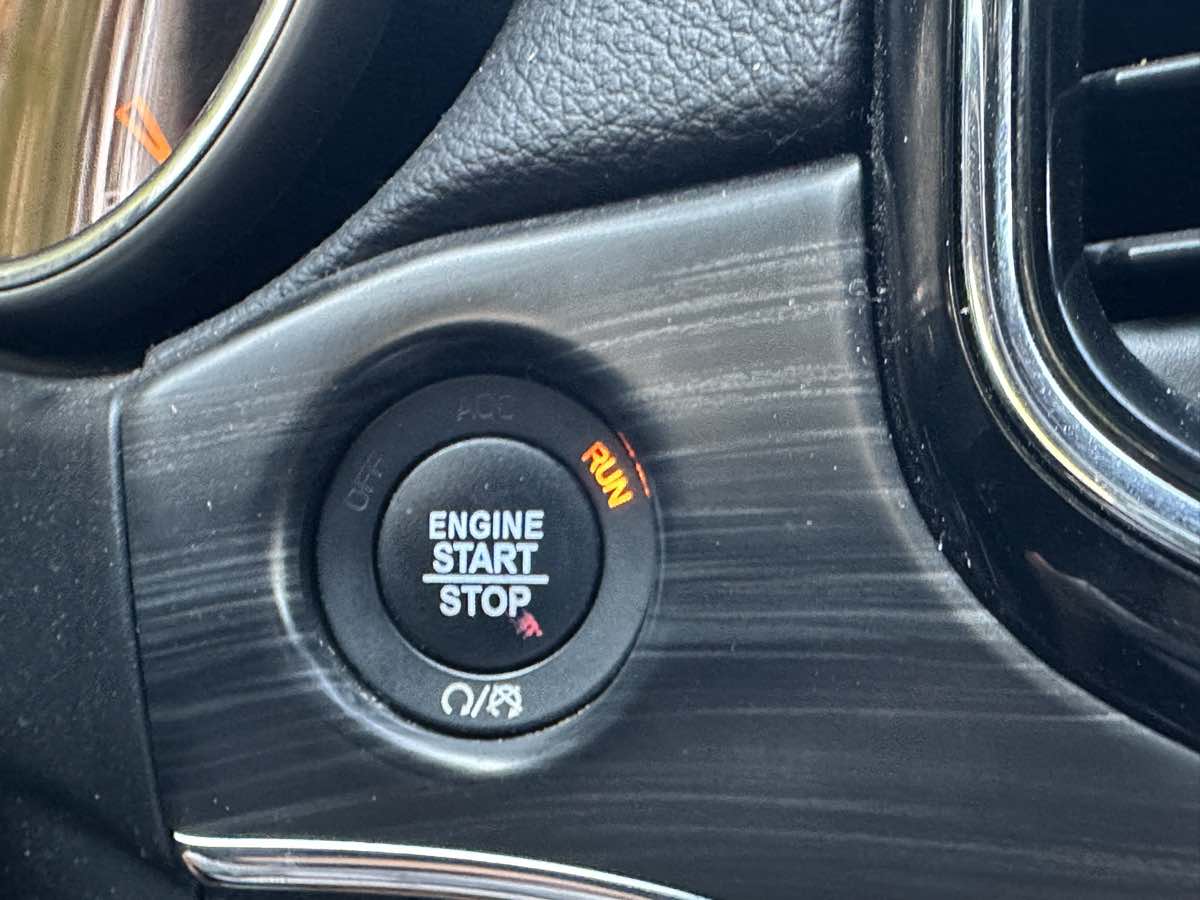 ACC
OFF
RUN
ENGINE
START
STOP